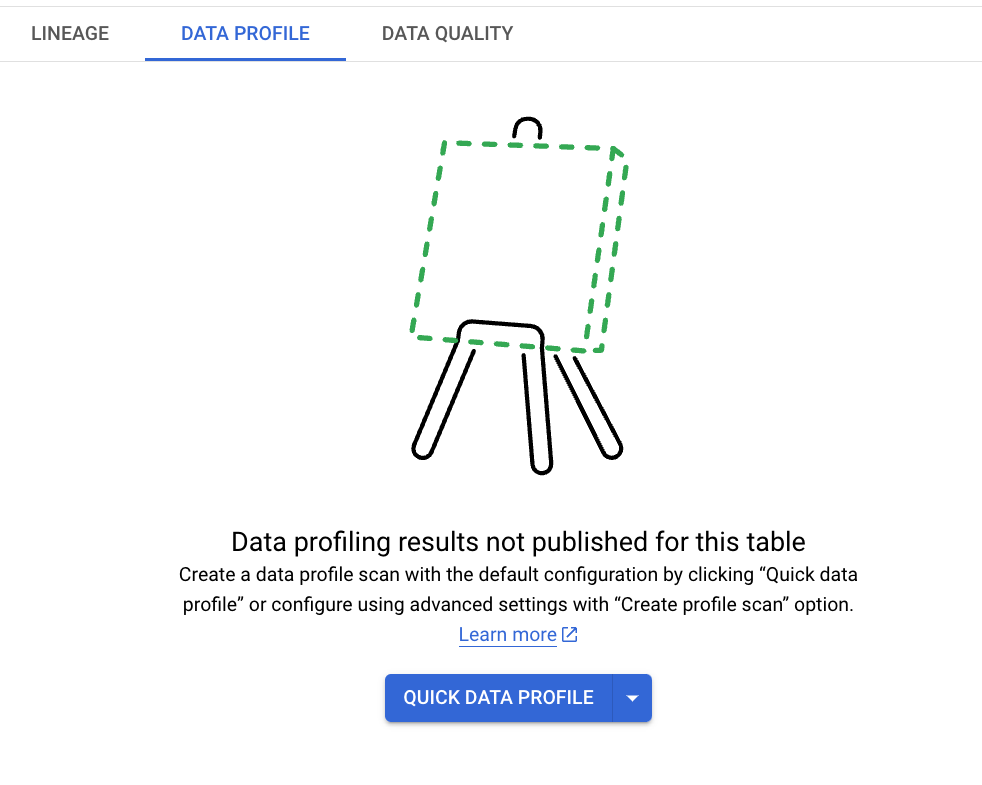 LINEAGE
DATA PROFILE
DATA QUALITY
Data profiling results not published for this table
Create a data profile scan with the default configuration by clicking “Quick data
profile” or configure using advanced settings with “Create profile scan” option.
Learn more
QUICK DATA PROFILE